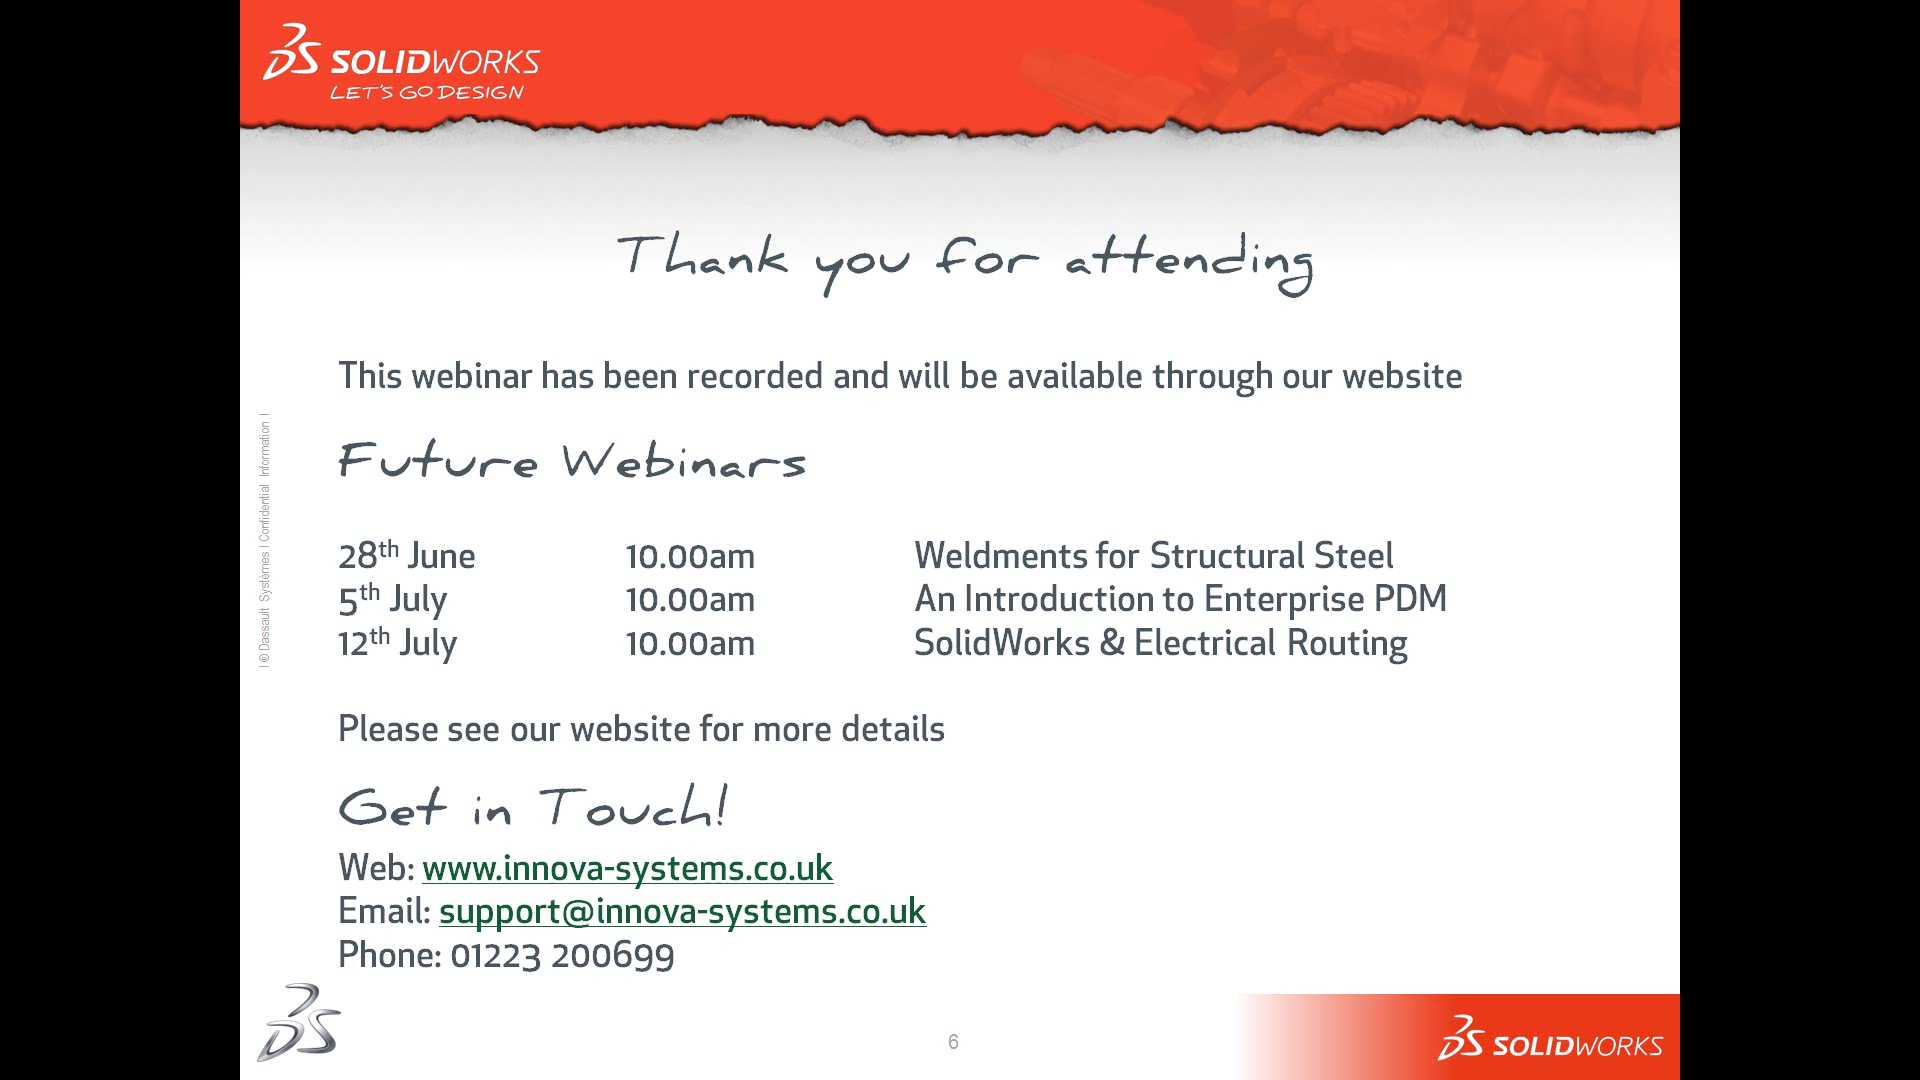 SOLIDWORKS
LET'S GO DESIGN
Thank you for attending
This webinar has been recorded and will be available through our website
Future Webinars
28th June 10.00am Weldments for Structural Steel
5th July 10.00am An Introduction to Enterprise PDM
12th July 10.00am SolidWorks & Electrical Routing
Please see our website for more details
Get in Touch!
Web: www.innova-systems.co.uk
Email: support@innova-systems.co.uk
Phone: 01223 200699
I © Dassault Systèmes I Confidential Information I
6
SOLIDWORKS